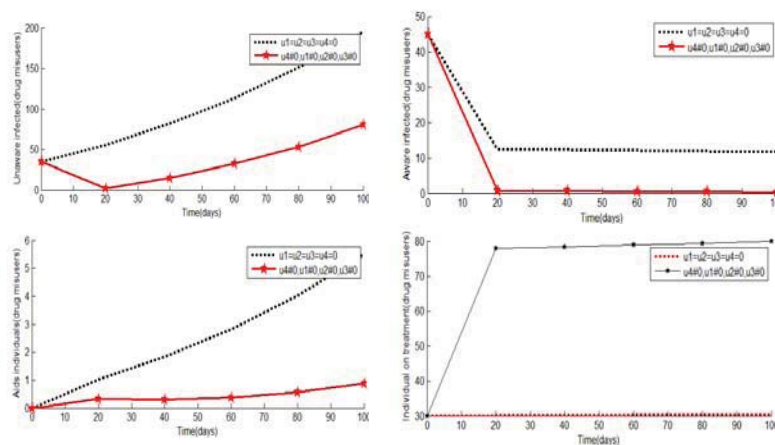 200
150
100
50
0
Unaware infected(drug misusers)
u1=u2=u3=u4=0
u4#0,u1#0,u2#0,u3#0
0 10 20 30 40 50 60 70 80 90 100
Time(days)
50
40
30
20
10
0
Aware infected(drug misusers)
u1=u2=u3=u4=0
u4#0,u1#0,u2#0,u3#0
0 10 20 30 40 50 60 70 80 90 10
Time(days)
6
5
4
3
2
1
0
Aids individuals(drug misusers)
u1=u2=u3=u4=0
u4#0,u1#0,u2#0,u3#0
0 10 20 30 40 50 60 70 80 90 100
Time(days)
80
70
60
50
40
30
Individual on treatment(drug misusers)
u1=u2=u3=u4=0
u4#0,u1#0,u2#0,u3#0
0 10 20 30 40 50 60 70 80 90 100
Time(days)